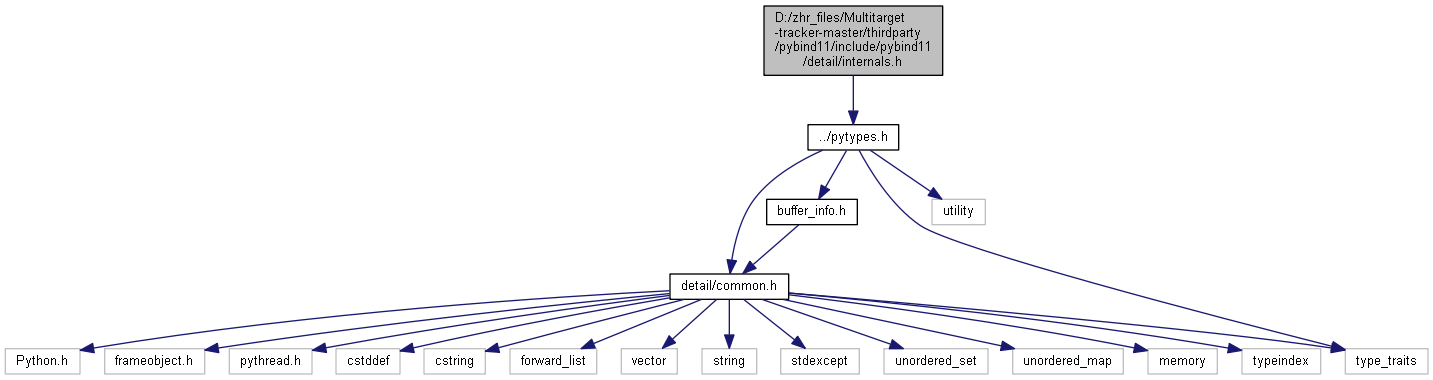 D:/zhr_files/Multitarget
-tracker-master/thirdparty
/pybind11/include/pybind11
/detail/internals.h
../pytypes.h
buffer_info.h
utility
detail/common.h
Python.h
frameobject.h
pythread.h
cstddef
cstring
forward_list
vector
string
stdexcept
unordered_set
unordered_map
memory
typeindex
type_traits